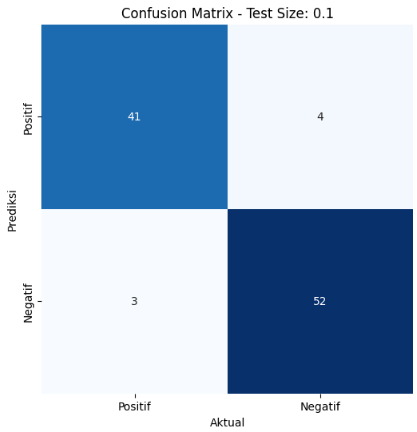 Confusion Matrix - Test Size: 0.1
Positif
41
4
Prediksi
Negatif
3
52
Positif
Negatif
Aktual